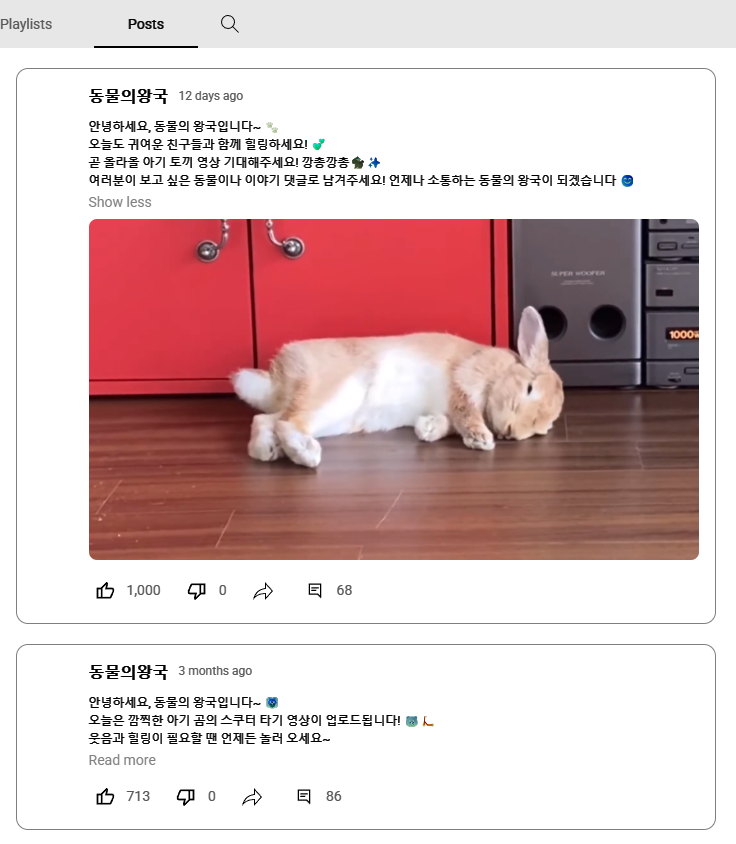 Playlists Posts
동물의왕국 12 days ago
안녕하세요, 동물의 왕국입니다~ 🐾
오늘도 귀여운 친구들과 함께 힐링하세요! 💕
곧 올라올 아기 토끼 영상 기대해주세요! 깡총깡총🐇 ✨
여러분이 보고 싶은 동물이나 이야기 댓글로 남겨주세요! 언제나 소통하는 동물의 왕국이 되겠습니다 😊
Show less
SUPER WOOFER
1000
1,000 0 68
동물의왕국 3 months ago
안녕하세요, 동물의 왕국입니다~
오늘은 깜찍한 아기 곰의 스쿠터 타기 영상이 업로드됩니다! 🐻 🛴
웃음과 힐링이 필요할 땐 언제든 놀러 오세요~
Read more
713 0 86